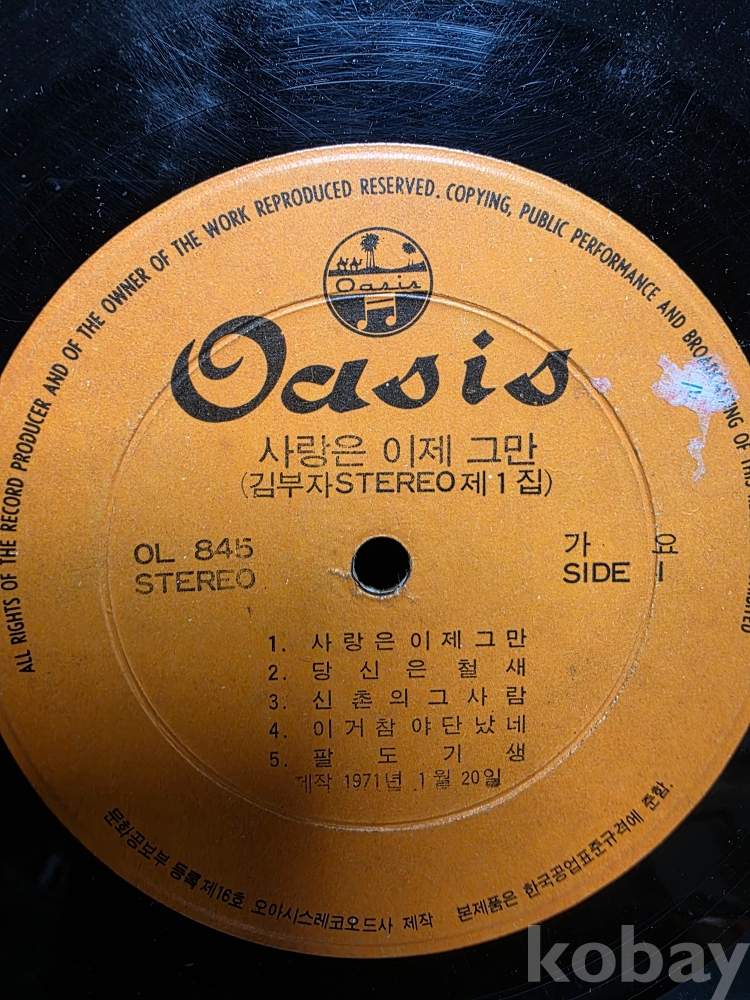 ALL RIGHTS OF THE RECORD PRODUCER AND OF THE OWNER OF THE WORK REPRODUCED RESERVED. COPYING, PUBLIC PERFORMANCE AND BROADCASTING OF THIS
Oasis
Oasis
사랑은 이제 그만
(김부자STEREO제1집)
OL 845
STEREO
가 요
SIDE 1
1. 사랑은이제그만
2. 당신은철새
3. 신촌의그사람
4. 이거참야단났네
5. 팔도기생
제작 1971년 1월 20일
문화공보부 등록 제16호 오아시스레코오드사 제작 본제품은 한국공업표준규격에 준함.
kobay